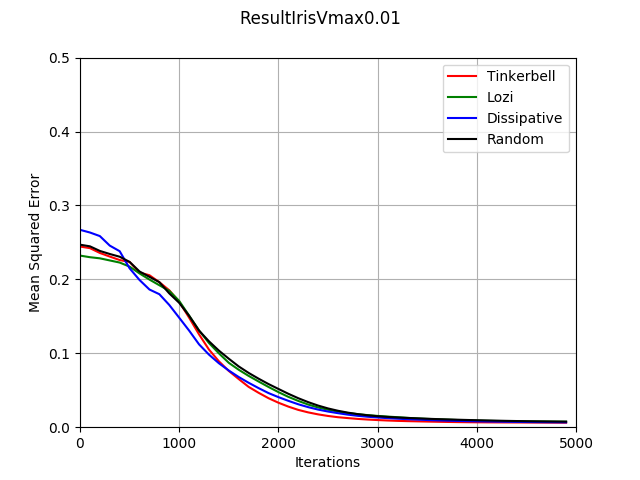 ResultIrisVmax0.01
0.5
0.4
0.3
0.2
0.1
0.0
Mean Squared Error
Tinkerbell
Lozi
Dissipative
Random
0 1000 2000 3000 4000 5000
Iterations